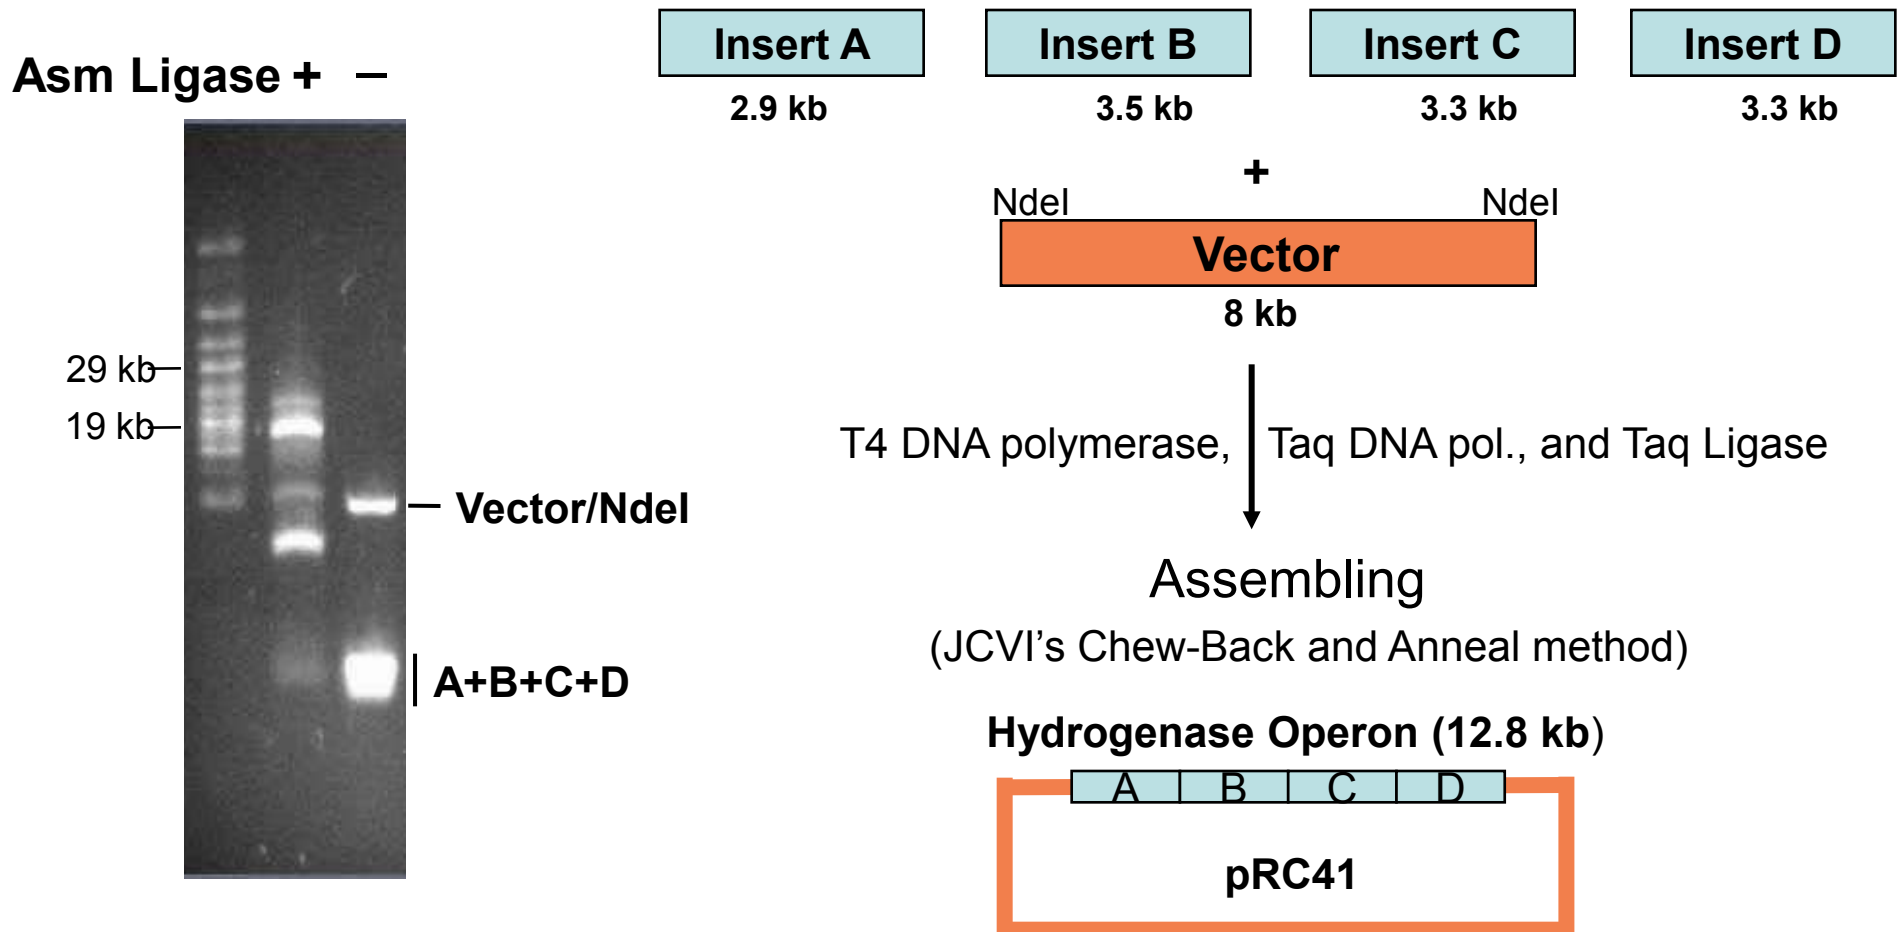 Asm Ligase + –
29 kb
19 kb
Vector/NdeI
A+B+C+D
Insert A
Insert B
Insert C
Insert D
2.9 kb
3.5 kb
3.3 kb
3.3 kb
+
NdeI
NdeI
Vector
8 kb
T4 DNA polymerase, Taq DNA pol., and Taq Ligase
Assembling
(JCVI's Chew-Back and Anneal method)
Hydrogenase Operon (12.8 kb)
A B C D
pRC41